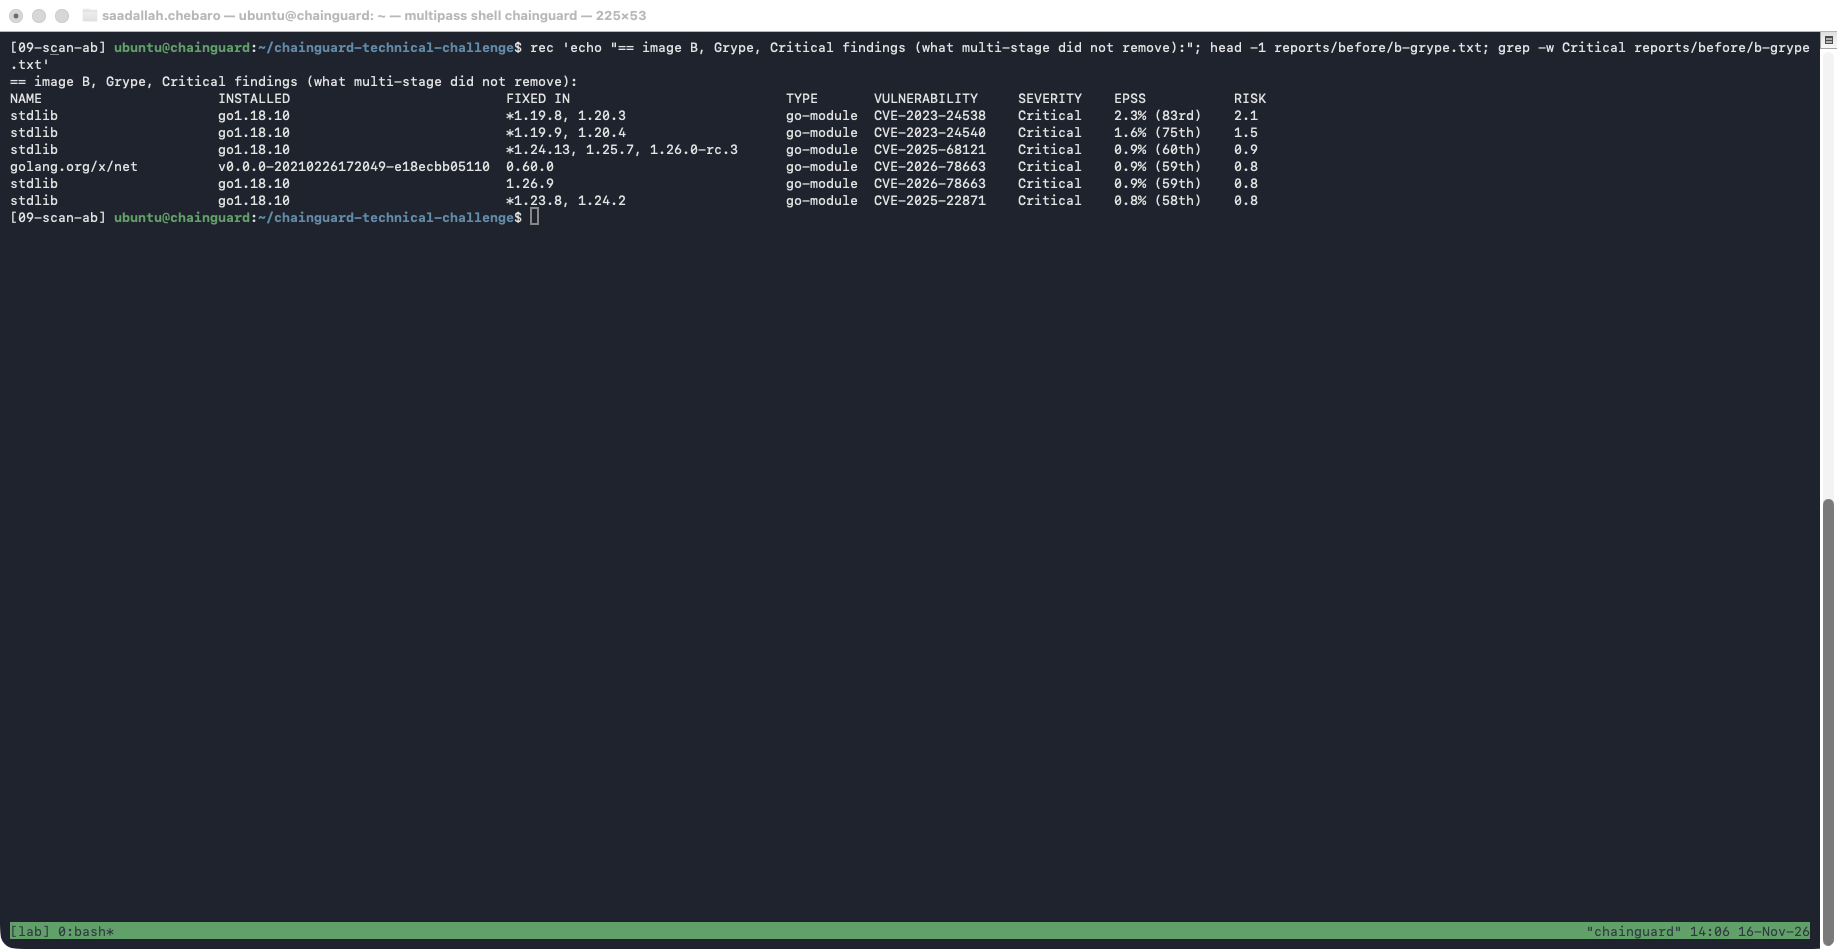 saadallah.chebaro — ubuntu@chainguard: ~ — multipass shell chainguard — 225×53
[09-scan-ab] ubuntu@chainguard:~/chainguard-technical-challenge$ rec 'echo "== image B, Grype, Critical findings (what multi-stage did not remove):"; head -1 reports/before/b-grype.txt; grep -w Critical reports/before/b-grype
.txt'
== image B, Grype, Critical findings (what multi-stage did not remove):
NAME INSTALLED FIXED IN TYPE VULNERABILITY SEVERITY EPSS RISK
stdlib go1.18.10 *1.19.8, 1.20.3 go-module CVE-2023-24538 Critical 2.3% (83rd) 2.1
stdlib go1.18.10 *1.19.9, 1.20.4 go-module CVE-2023-24540 Critical 1.6% (75th) 1.5
stdlib go1.18.10 *1.24.13, 1.25.7, 1.26.0-rc.3 go-module CVE-2025-68121 Critical 0.9% (60th) 0.9
golang.org/x/net v0.0.0-20210226172049-e18ecbb05110 0.60.0 go-module CVE-2026-78663 Critical 0.9% (59th) 0.8
stdlib go1.18.10 1.26.9 go-module CVE-2026-78663 Critical 0.9% (59th) 0.8
stdlib go1.18.10 *1.23.8, 1.24.2 go-module CVE-2025-22871 Critical 0.8% (58th) 0.8
[09-scan-ab] ubuntu@chainguard:~/chainguard-technical-challenge$
[lab] 0:bash* "chainguard" 14:06 16-Nov-26